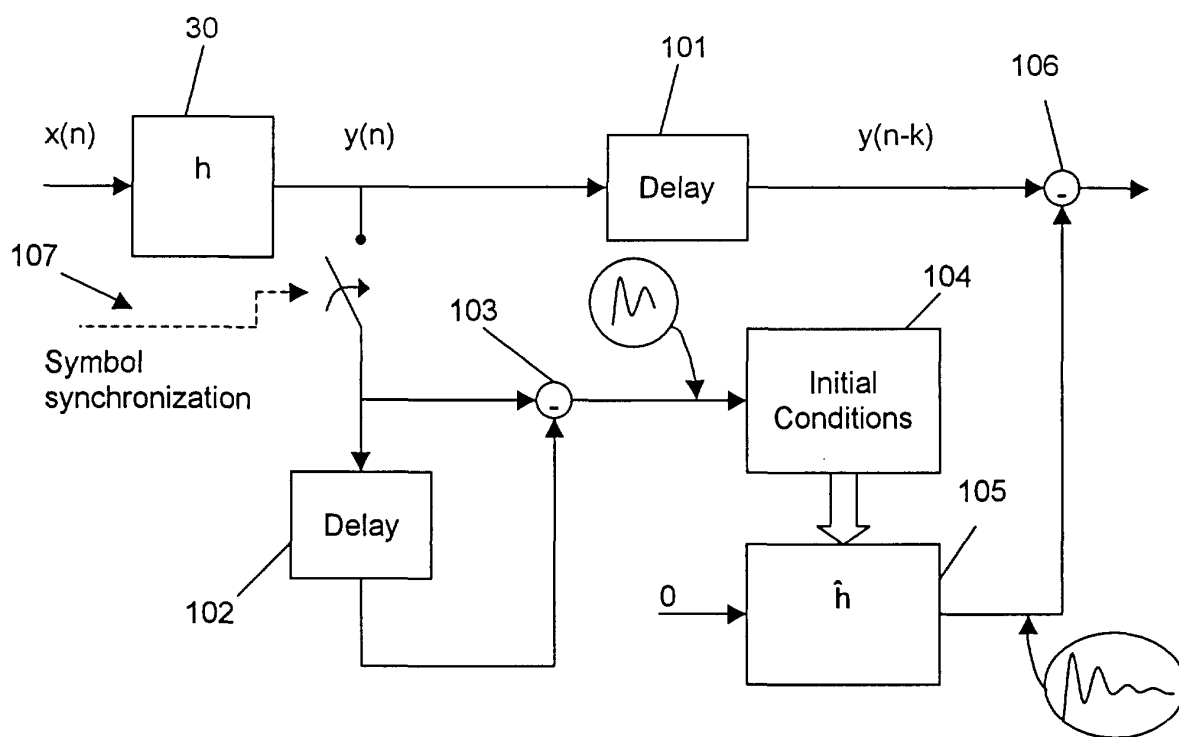 30
101
106
x(n)
y(n)
y(n-k)
h
Delay
-
107
103
104
Symbol
synchronization
-
Initial
Conditions
105
Delay
102
0
ĥ